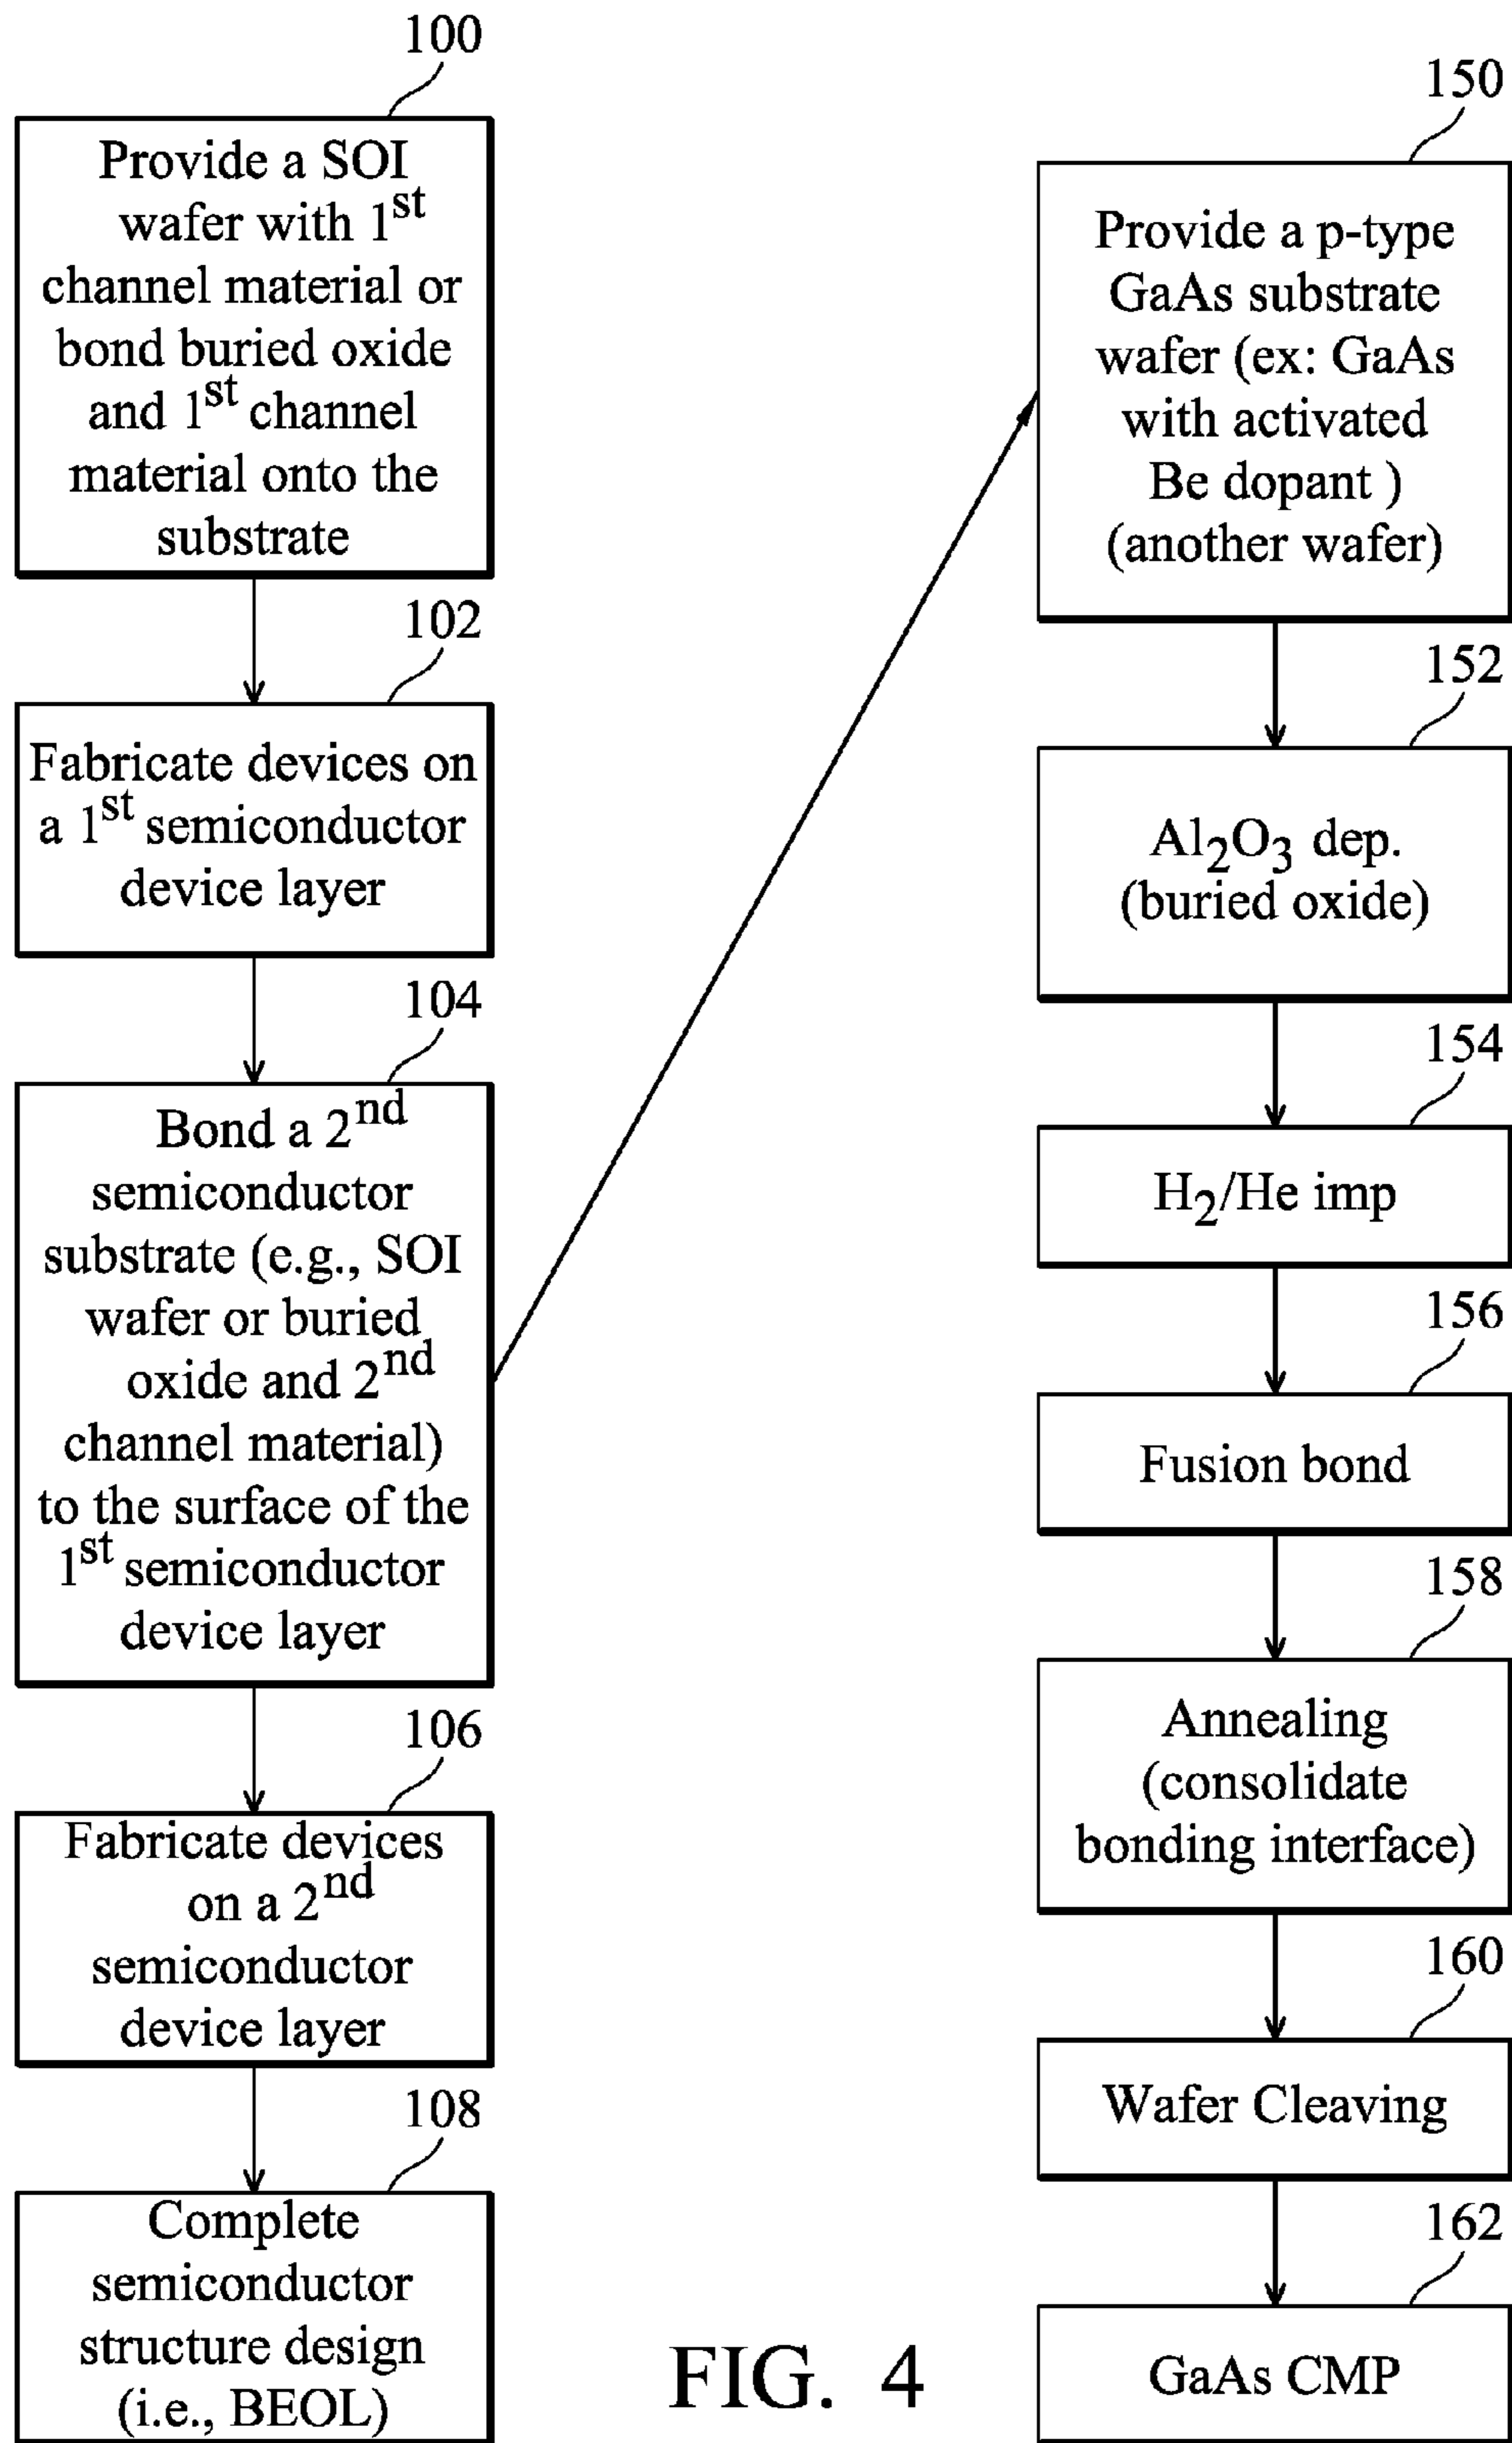 100
Provide a SOI
wafer with 1st
channel material or
bond buried oxide
and 1st channel
material onto the
substrate
102
Fabricate devices on
a 1st semiconductor
device layer
104
Bond a 2nd
semiconductor
substrate (e.g., SOI
wafer or buried
oxide and 2nd
channel material)
to the surface of the
1st semiconductor
device layer
106
Fabricate devices
on a 2nd
semiconductor
device layer
108
Complete
semiconductor
structure design
(i.e., BEOL)
150
Provide a p-type
GaAs substrate
wafer (ex: GaAs
with activated
Be dopant )
(another wafer)
152
Al2O3 dep.
(buried oxide)
154
H2/He imp
156
Fusion bond
158
Annealing
(consolidate
bonding interface)
160
Wafer Cleaving
162
GaAs CMP
FIG. 4